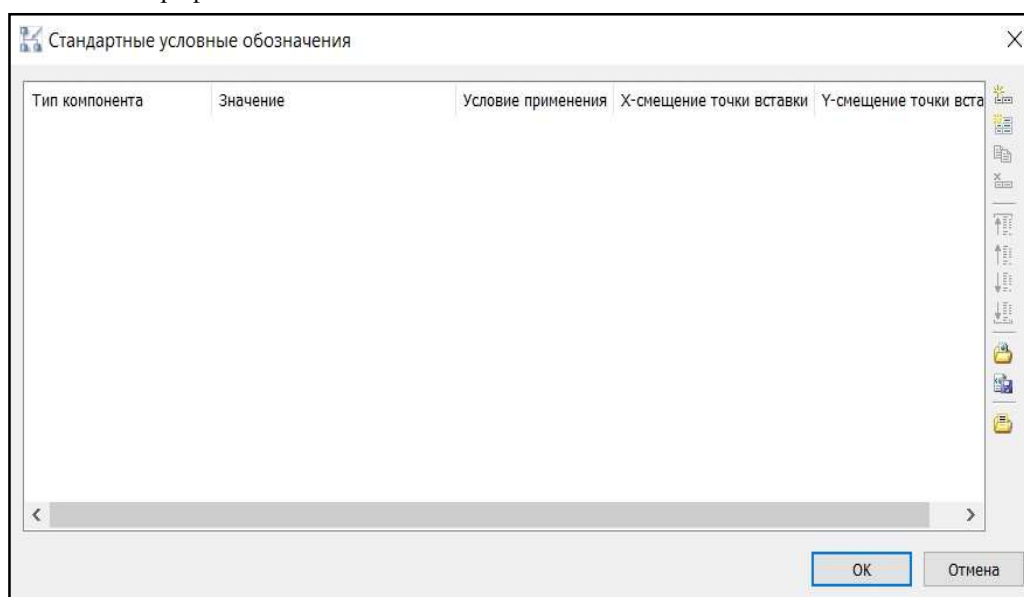 Стандартные условные обозначения
Тип компонента Значение Условие применения X-смещение точки вставки Y-смещение точки вста
OK Отмена